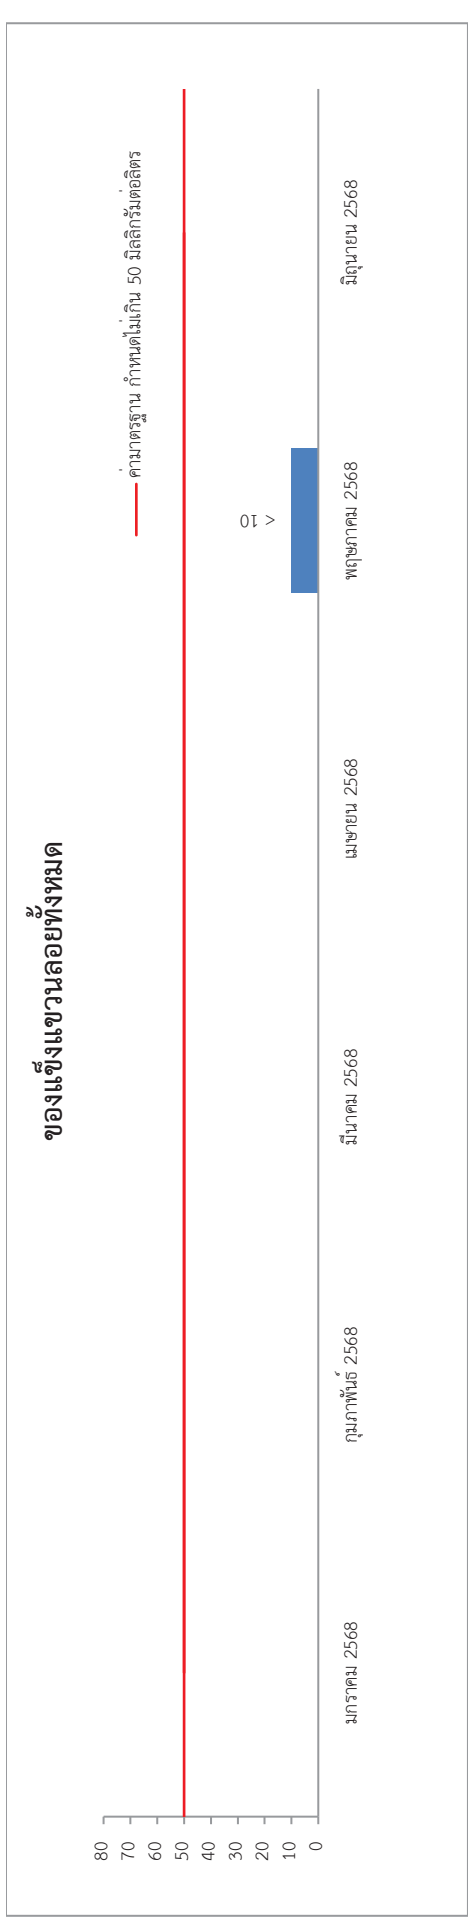 ของแข็งแขวนลอยทั้งหมด
ค่ามาตรฐาน กำหนดไม่เกิน 50 มิลลิกรัมต่อลิตร
80
70
60
50
40
30
20
10
0
< 10
มกราคม 2568
กุมภาพันธ์ 2568
มีนาคม 2568
เมษายน 2568
พฤษภาคม 2568
มิถุนายน 2568